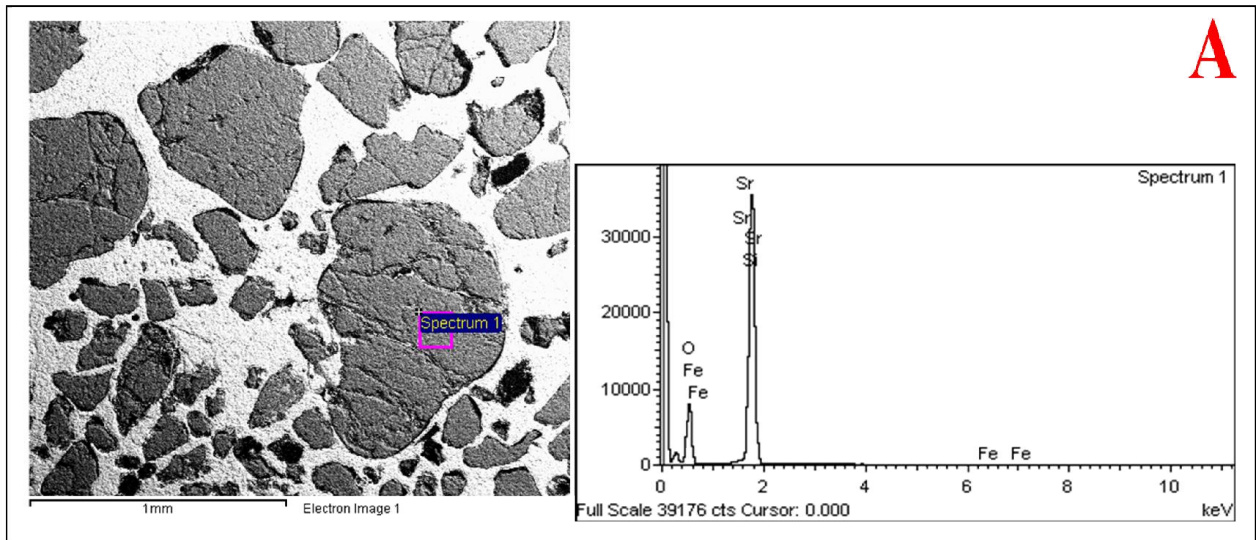 A
Spectrum 1
1mm
Electron Image 1
Spectrum 1
Sr
Sr
Sr
Si
O
Fe
Fe
Fe Fe
30000
20000
10000
0
0 2 4 6 8 10
Full Scale 39176 cts Cursor: 0.000
keV